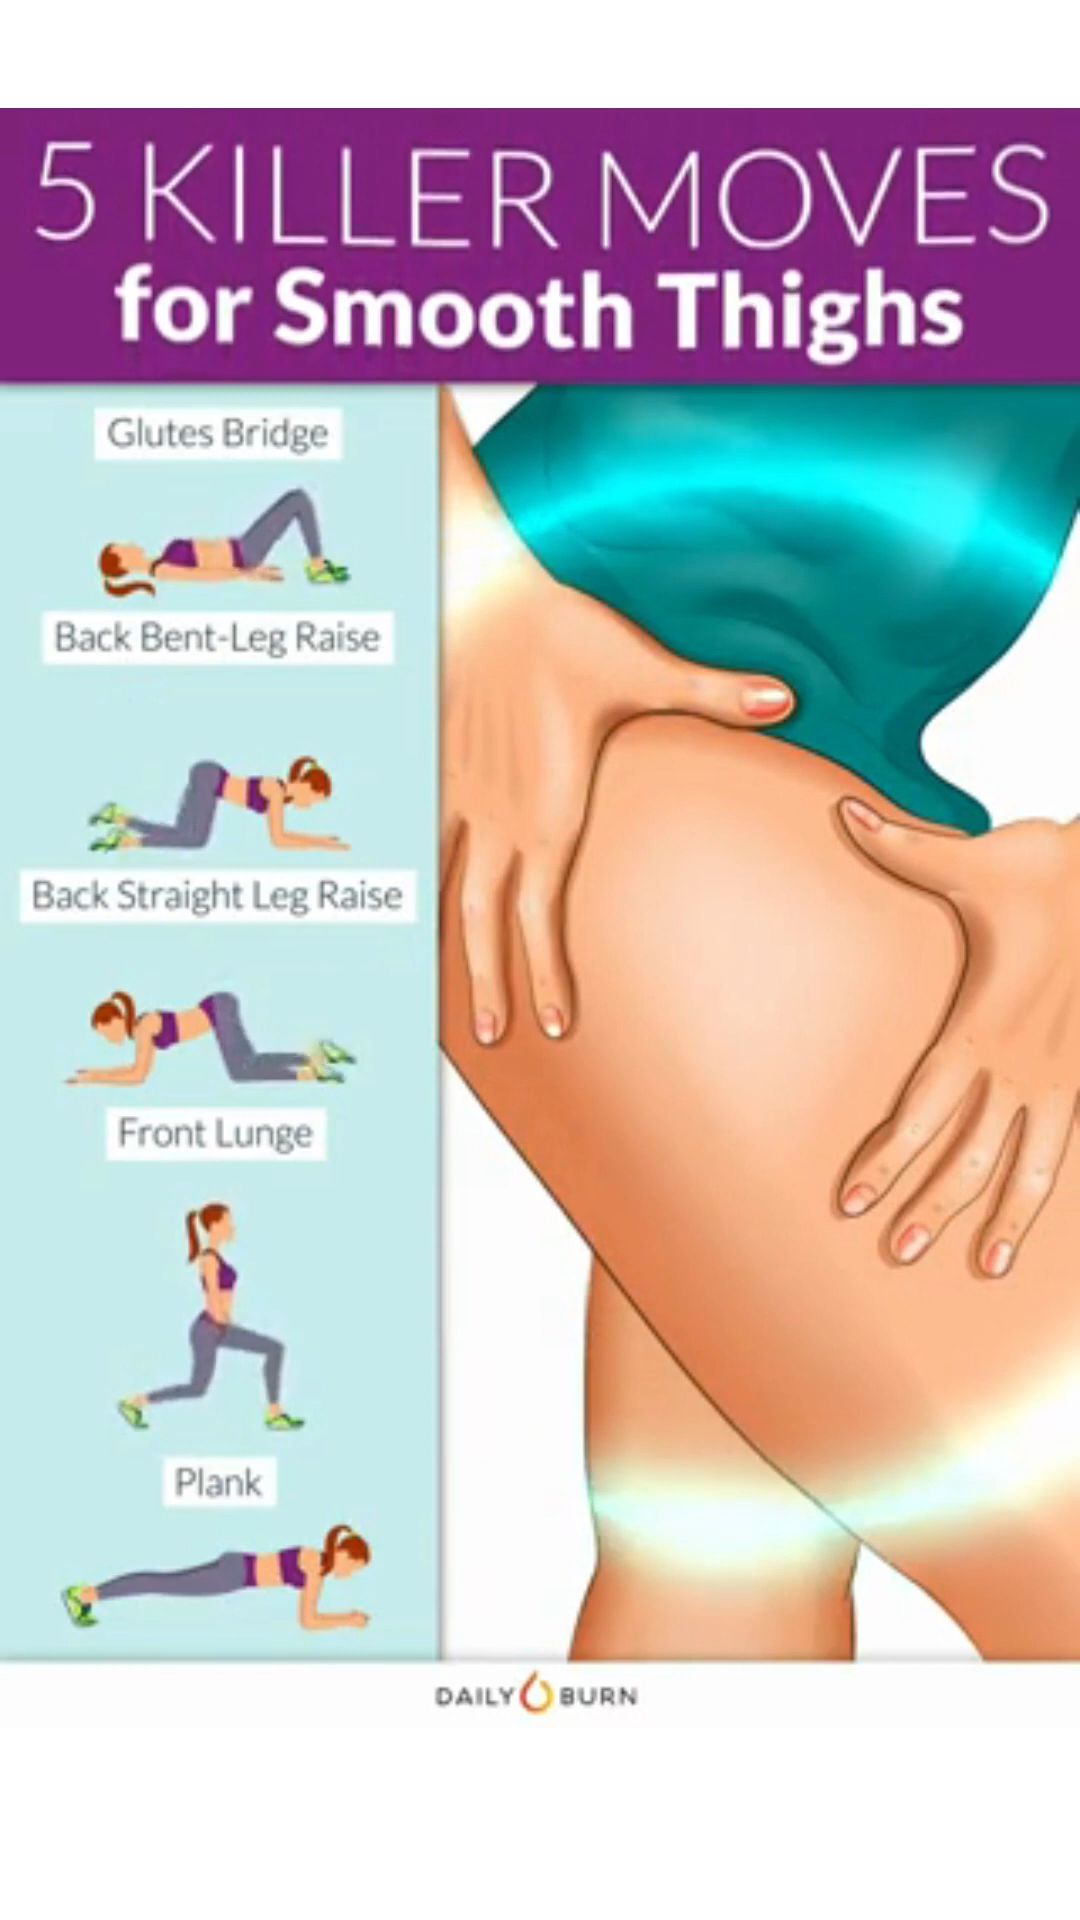 5 KILLER MOVES
for Smooth Thighs
Glutes Bridge
Back Bent-Leg Raise
Back Straight Leg Raise
Front Lunge
Plank
DAILY BURN